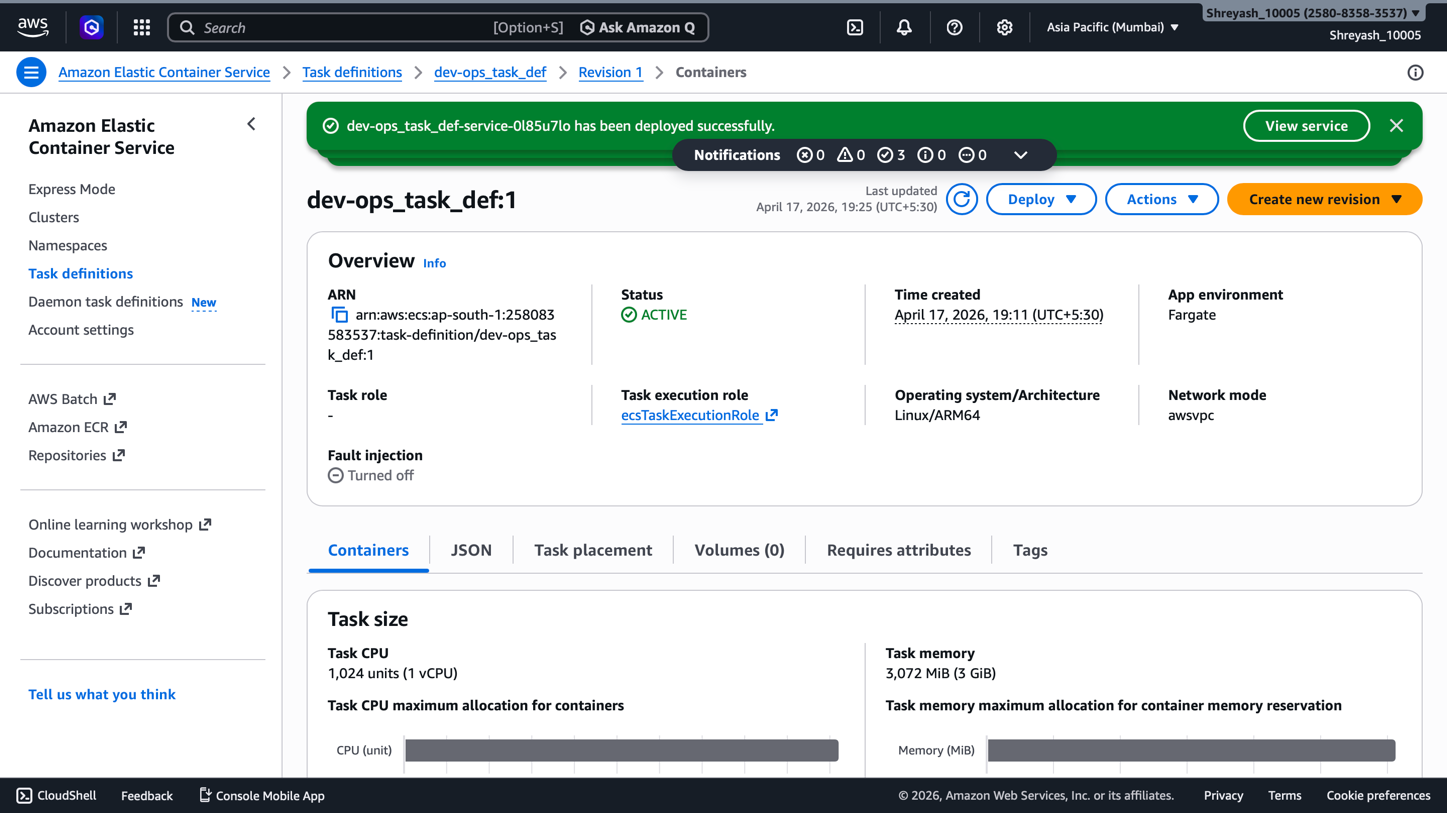 aws
Search [Option+S] Ask Amazon Q
Asia Pacific (Mumbai) ▼
Shreyash_10005 (2580-8358-3537) ▼
Shreyash_10005
Amazon Elastic Container Service > Task definitions > dev-ops_task_def > Revision 1 > Containers
Amazon Elastic
Container Service
Express Mode
Clusters
Namespaces
Task definitions
Daemon task definitions New
Account settings
AWS Batch
Amazon ECR
Repositories
Online learning workshop
Documentation
Discover products
Subscriptions
Tell us what you think
dev-ops_task_def-service-0l85u7lo has been deployed successfully.
View service
Notifications 0 0 3 0 0
dev-ops_task_def:1
Last updated
April 17, 2026, 19:25 (UTC+5:30)
Deploy ▼
Actions ▼
Create new revision ▼
Overview Info
ARN
arn:aws:ecs:ap-south-1:258083
583537:task-definition/dev-ops_tas
k_def:1
Status
ACTIVE
Time created
April 17, 2026, 19:11 (UTC+5:30)
App environment
Fargate
Task role
-
Task execution role
ecsTaskExecutionRole
Operating system/Architecture
Linux/ARM64
Network mode
awsvpc
Fault injection
Turned off
Containers
JSON
Task placement
Volumes (0)
Requires attributes
Tags
Task size
Task CPU
1,024 units (1 vCPU)
Task memory
3,072 MiB (3 GiB)
Task CPU maximum allocation for containers
CPU (unit)
Task memory maximum allocation for container memory reservation
Memory (MiB)
CloudShell
Feedback
Console Mobile App
© 2026, Amazon Web Services, Inc. or its affiliates.
Privacy
Terms
Cookie preferences